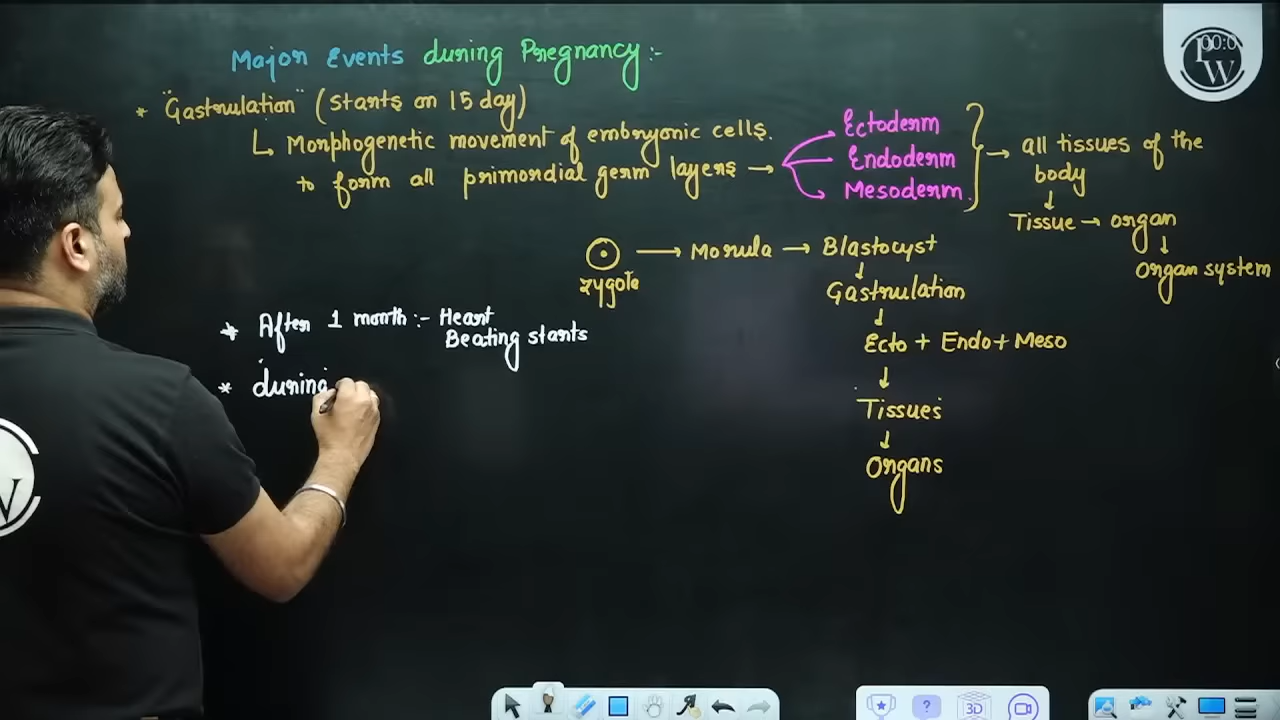 Major Events during Pregnancy :-
* "Gastrulation" (Starts on 15 day)
↳ Morphogenetic movement of embryonic cells.
to form all primordial germ layers →
Ectoderm
Endoderm
Mesoderm
→ all tissues of the
body
↓
Tissue → organ
↓
Organ system
zygote → Morula → Blastocyst
↓
Gastrulation
↓
Ecto + Endo + Meso
↓
Tissues
↓
Organs
* After 1 month :- Heart
Beating starts
* during
PW